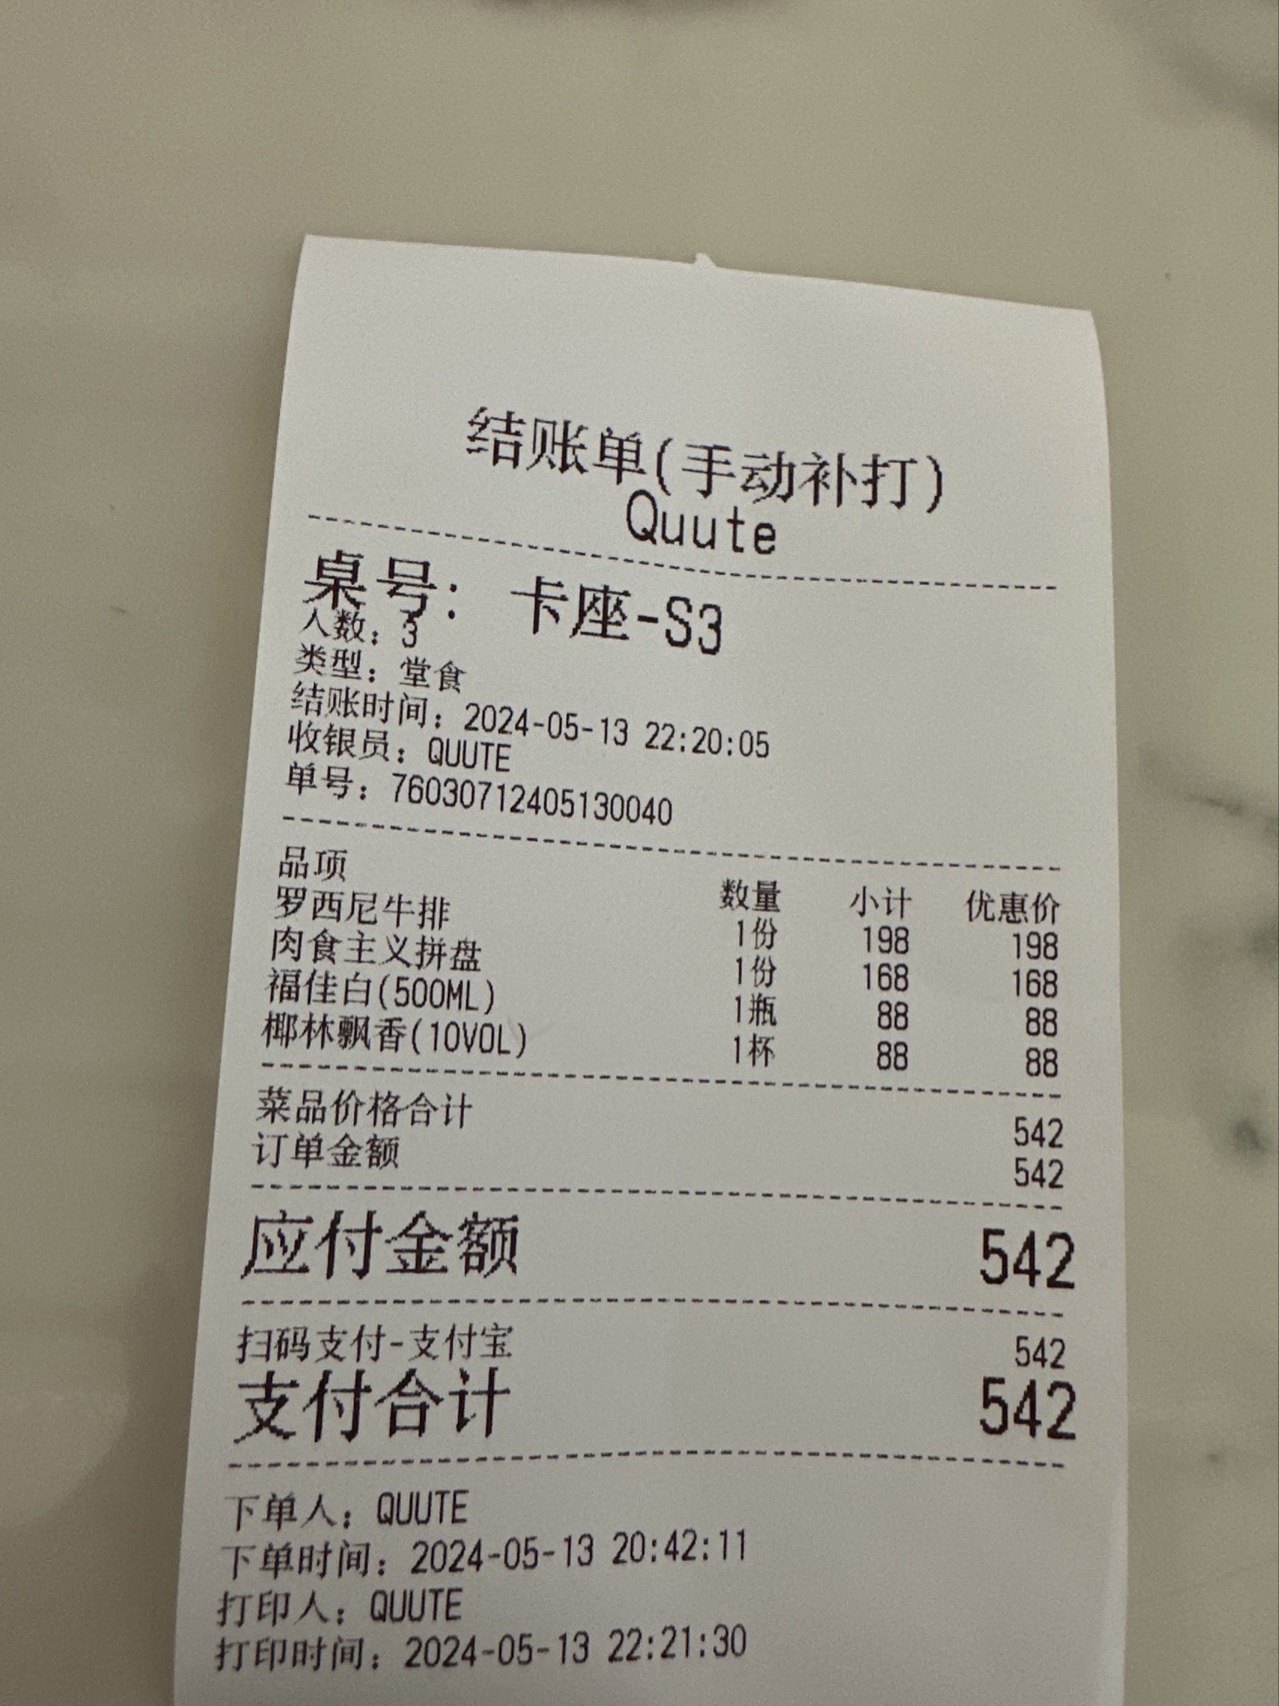 结账单(手动补打)
Quute
桌号: 卡座-S3
人数: 3
类型: 堂食
结账时间: 2024-05-13 22:20:05
收银员: QUUTE
单号: 76030712405130040
品项 数量 小计 优惠价
罗西尼牛排 1份 198 198
肉食主义拼盘 1份 168 168
福佳白(500ML) 1瓶 88 88
椰林飘香(10VOL) 1杯 88 88
菜品价格合计 542
订单金额 542
应付金额 542
扫码支付-支付宝 542
支付合计 542
下单人: QUUTE
下单时间: 2024-05-13 20:42:11
打印人: QUUTE
打印时间: 2024-05-13 22:21:30